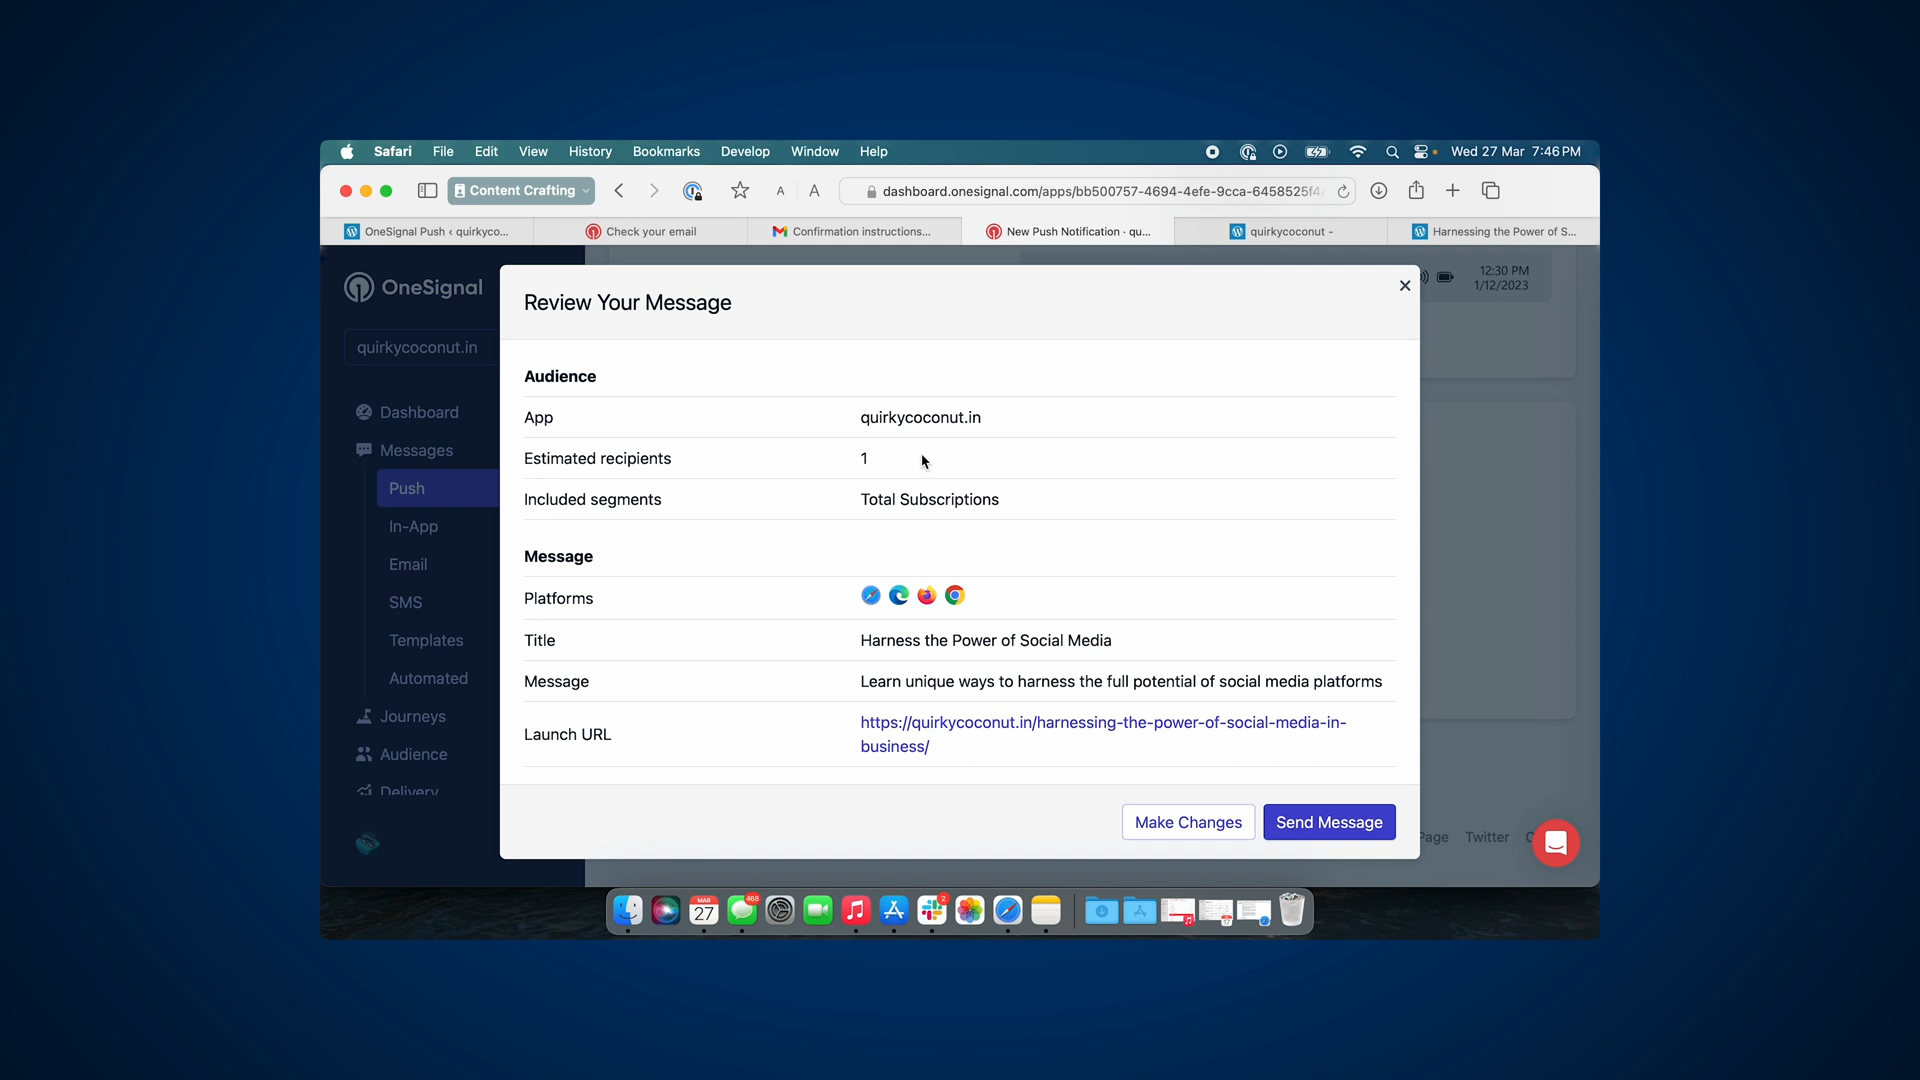 Safari File Edit View History Bookmarks Develop Window Help Wed 27 Mar 7:46 PM
Content Crafting A A dashboard.onesignal.com/apps/bb500757-4694-4efe-9cca-6458525f4
OneSignal Push ‹ quirkyco... Check your email Confirmation instructions... New Push Notification · qu... quirkycoconut - Harnessing the Power of S...
OneSignal
12:30 PM
1/12/2023
quirkycoconut.in
Dashboard
Messages
Push
In-App
Email
SMS
Templates
Automated
Journeys
Audience
Delivery
Review Your Message
Audience
App quirkycoconut.in
Estimated recipients 1
Included segments Total Subscriptions
Message
Platforms
Title Harness the Power of Social Media
Message Learn unique ways to harness the full potential of social media platforms
Launch URL https://quirkycoconut.in/harnessing-the-power-of-social-media-in-
business/
Make Changes Send Message
Page Twitter
MAR
27
468
2
17